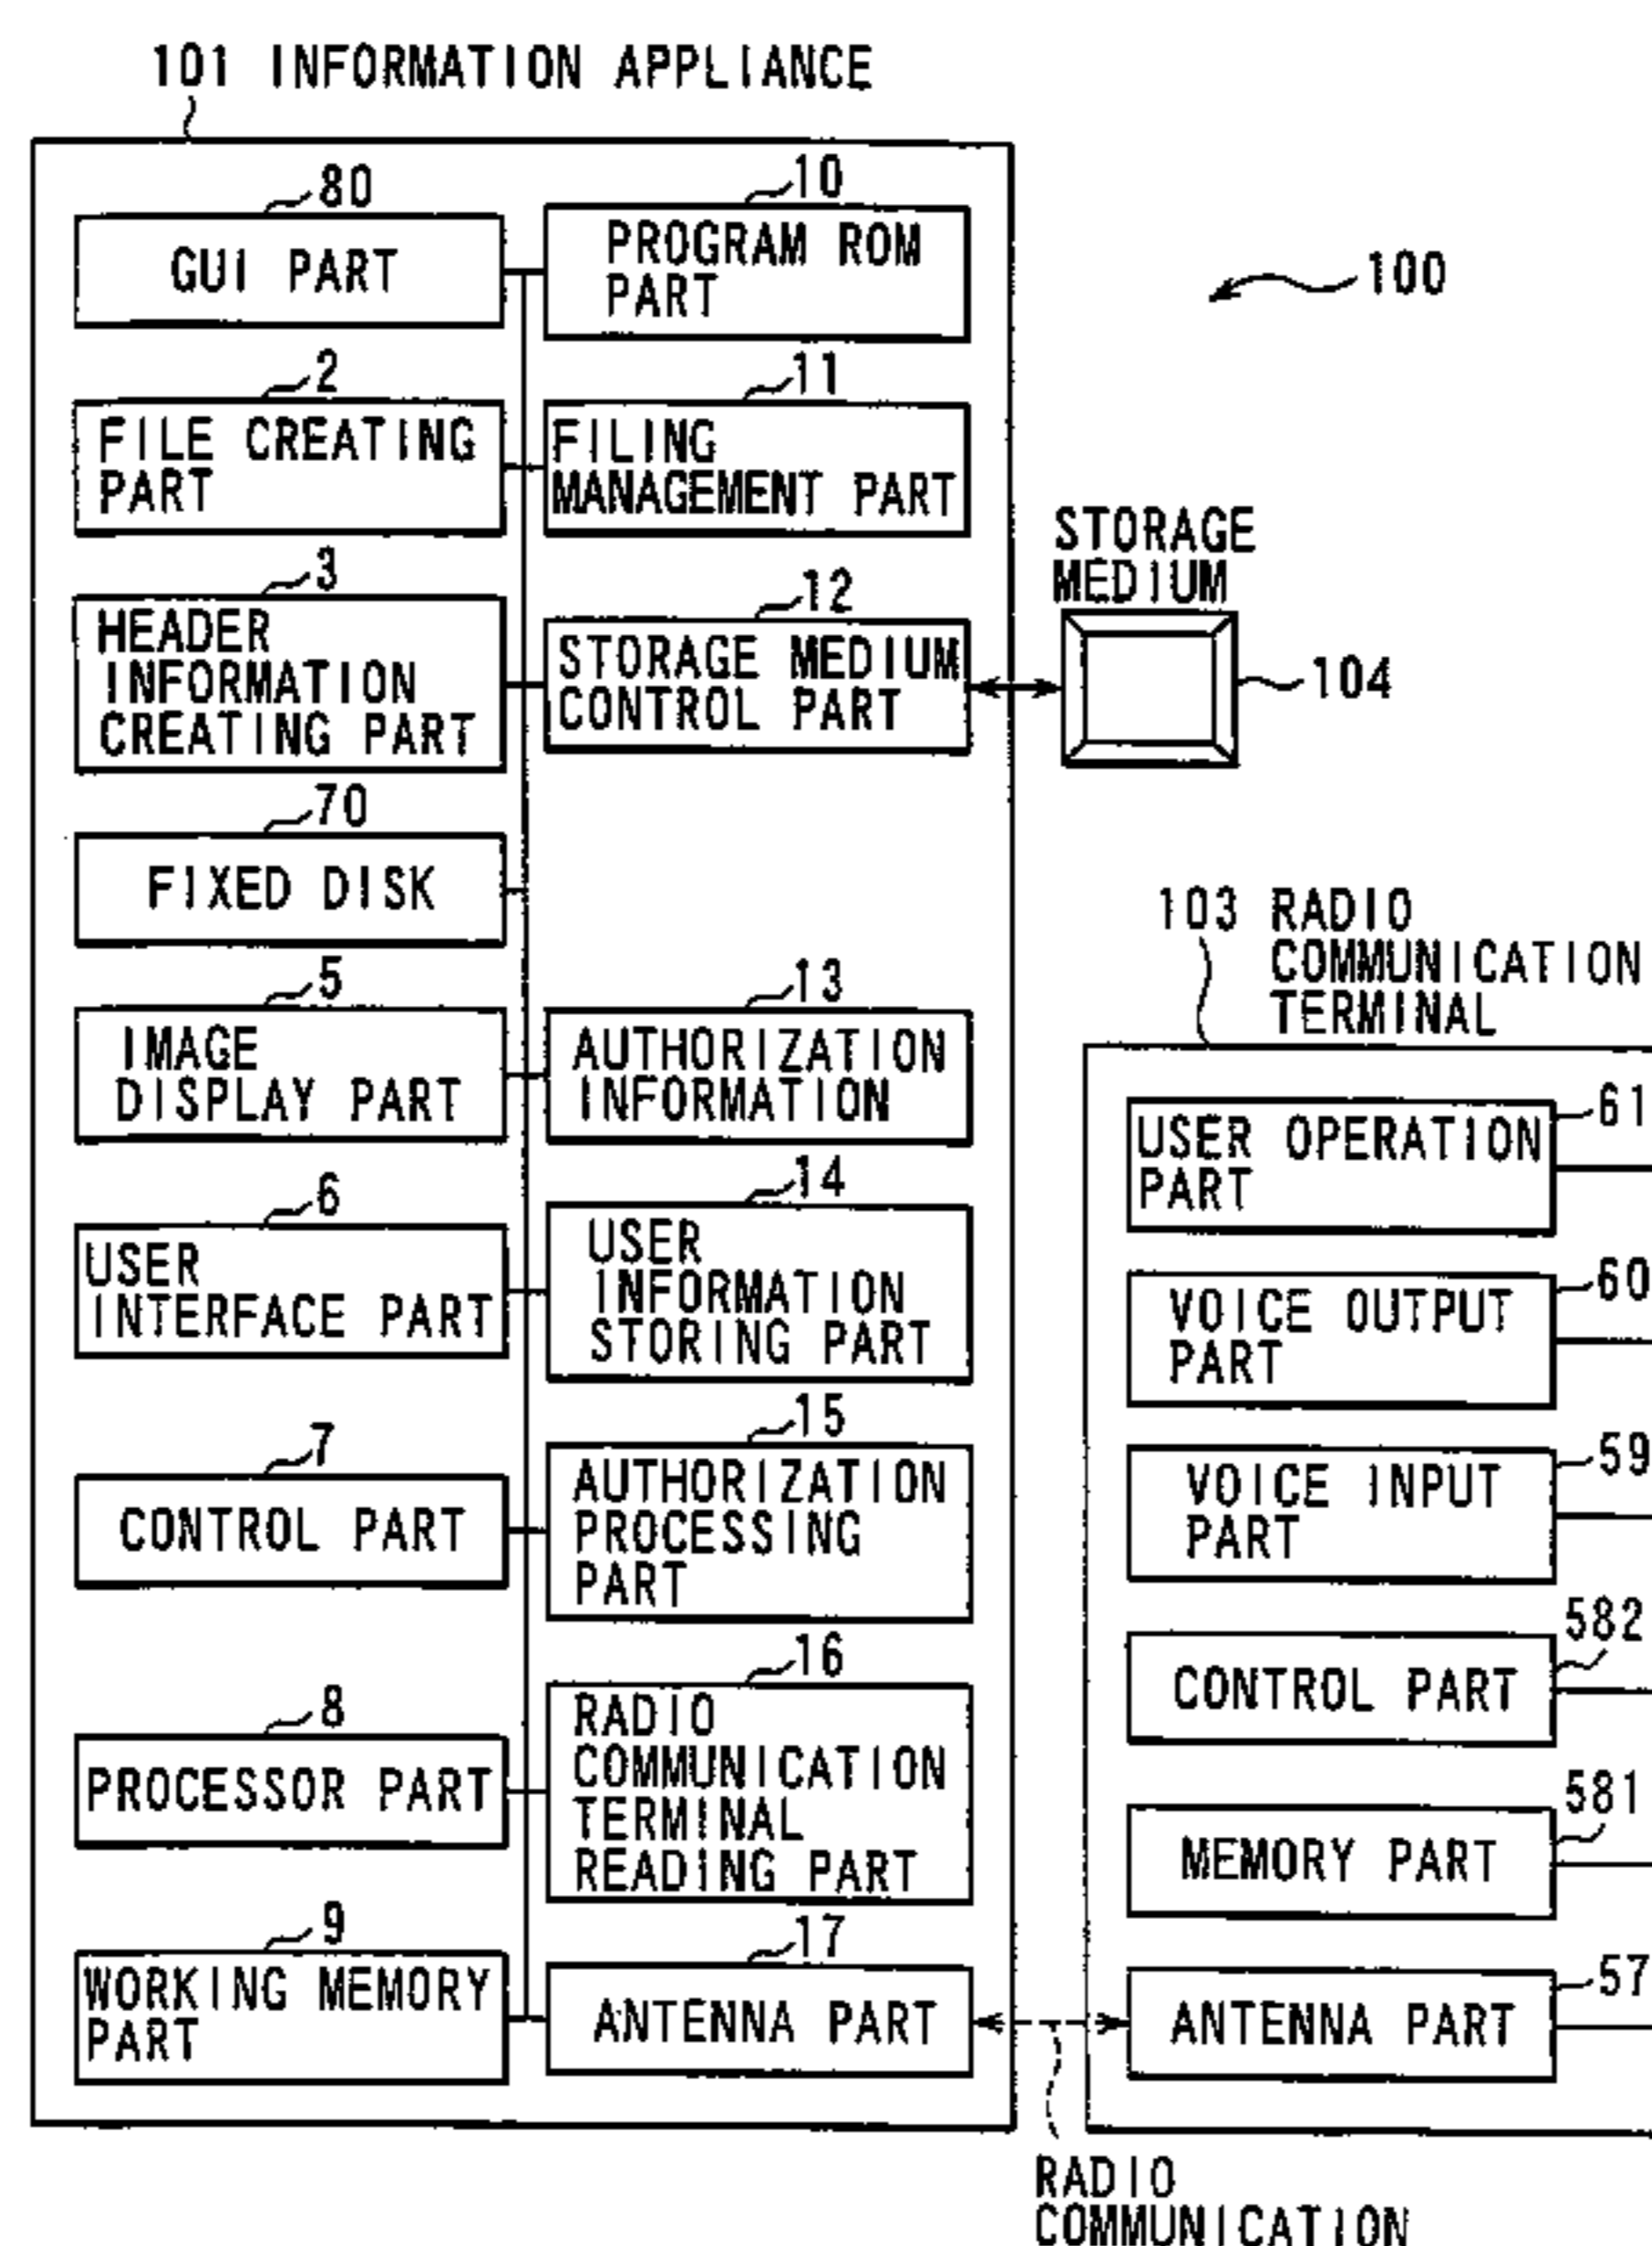 101 INFORMATION APPLIANCE
80
GUI PART
10
PROGRAM ROM
PART
100
2
FILE CREATING
PART
11
FILING
MANAGEMENT PART
3
HEADER
INFORMATION
CREATING PART
12
STORAGE MEDIUM
CONTROL PART
STORAGE
MEDIUM
104
70
FIXED DISK
5
IMAGE
DISPLAY PART
13
AUTHORIZATION
INFORMATION
6
USER
INTERFACE PART
14
USER
INFORMATION
STORING PART
7
CONTROL PART
15
AUTHORIZATION
PROCESSING
PART
8
PROCESSOR PART
16
RADIO
COMMUNICATION
TERMINAL
READING PART
9
WORKING MEMORY
PART
17
ANTENNA PART
103 RADIO
COMMUNICATION
TERMINAL
61
USER OPERATION
PART
60
VOICE OUTPUT
PART
59
VOICE INPUT
PART
582
CONTROL PART
581
MEMORY PART
57
ANTENNA PART
RADIO
COMMUNICATION